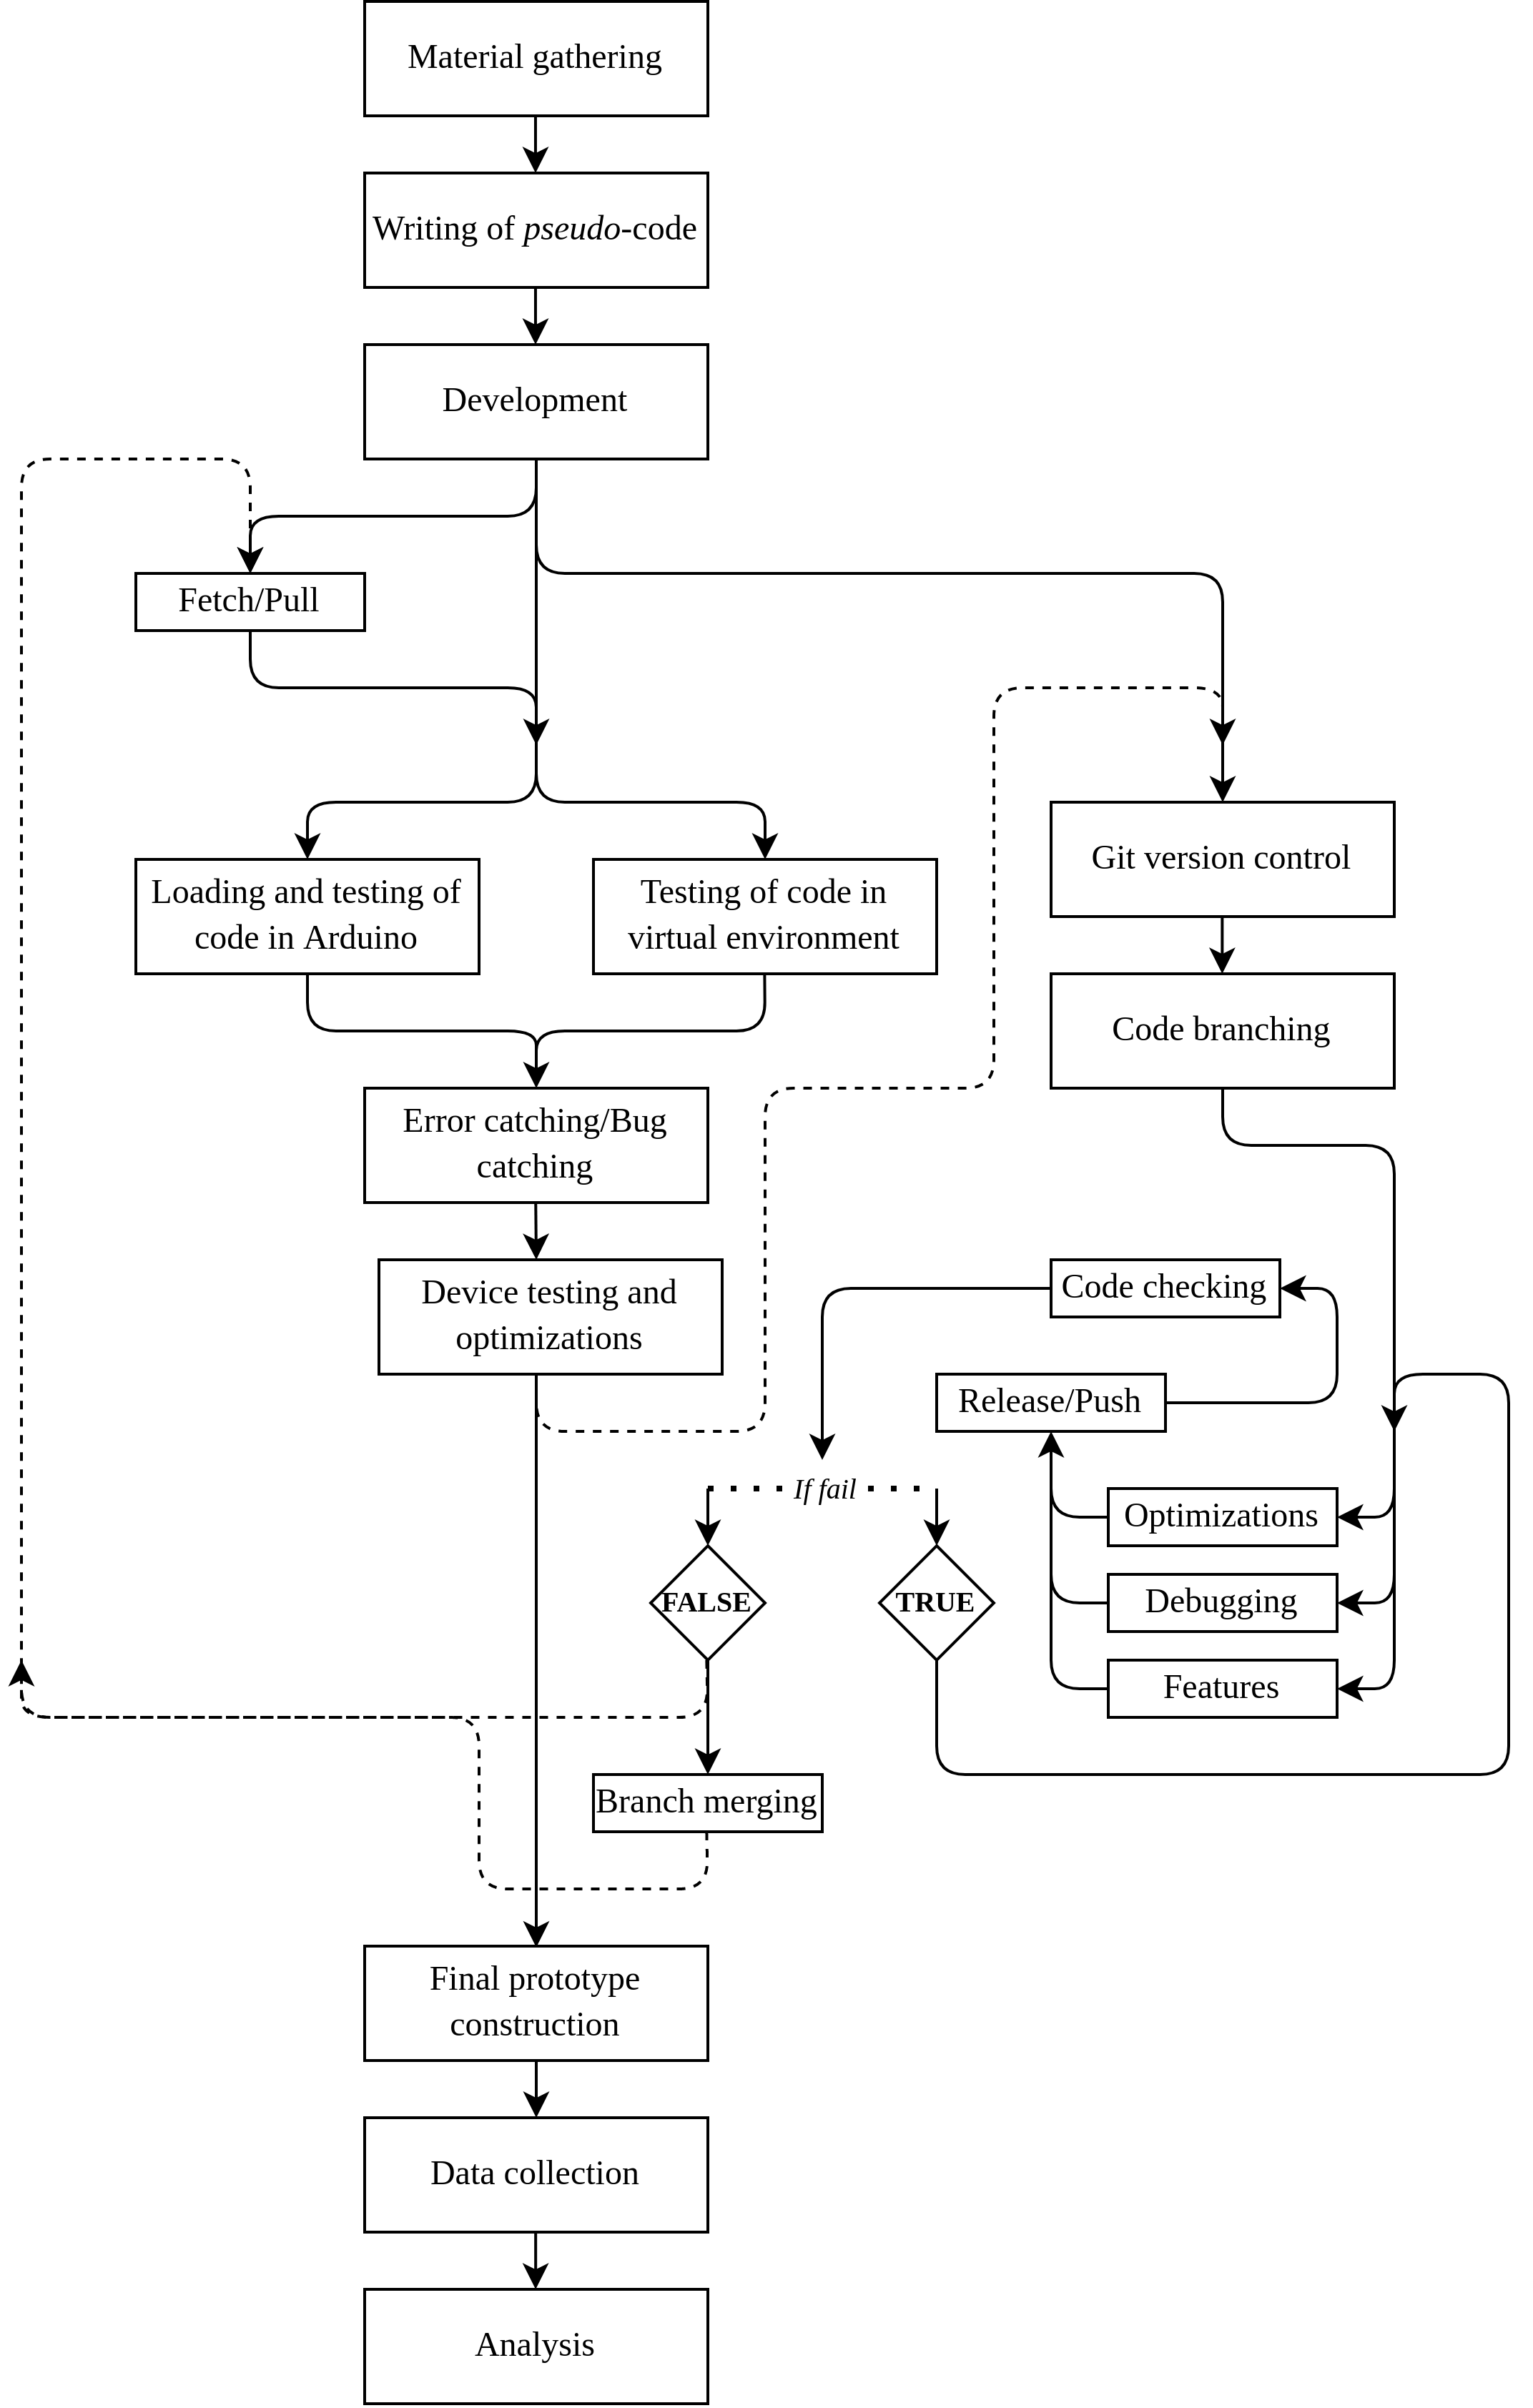 Material gathering
Writing of pseudo-code
Development
Fetch/Pull
Loading and testing of
code in Arduino
Testing of code in
virtual environment
Git version control
Code branching
Error catching/Bug
catching
Device testing and
optimizations
Code checking
Release/Push
If fail
Optimizations
FALSE
TRUE
Debugging
Features
Branch merging
Final prototype
construction
Data collection
Analysis